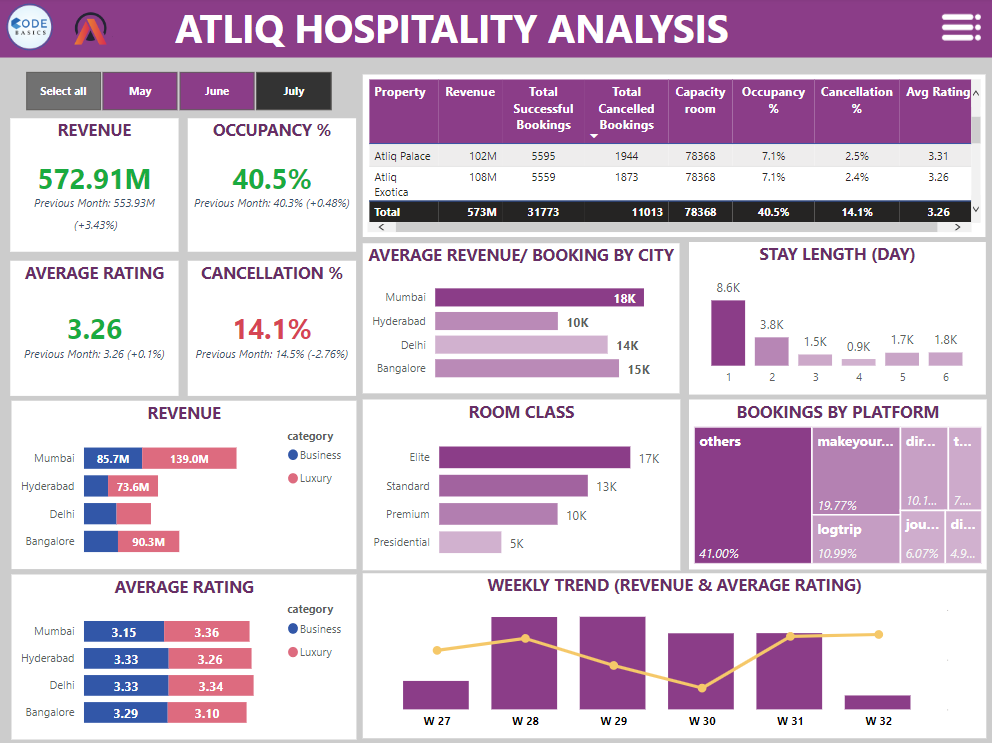 CODE
BASICS
ATLIQ HOSPITALITY ANALYSIS
Select all May June July
REVENUE
572.91M
Previous Month: 553.93M
(+3.43%)
OCCUPANCY %
40.5%
Previous Month: 40.3% (+0.48%)
AVERAGE RATING
3.26
Previous Month: 3.26 (+0.1%)
CANCELLATION %
14.1%
Previous Month: 14.5% (-2.76%)
Property Revenue Total Successful Bookings Total Cancelled Bookings Capacity room Occupancy % Cancellation % Avg Rating
Atliq Palace 102M 5595 1944 78368 7.1% 2.5% 3.31
Atliq Exotica 108M 5559 1873 78368 7.1% 2.4% 3.26
Total 573M 31773 11013 78368 40.5% 14.1% 3.26
AVERAGE REVENUE/ BOOKING BY CITY
Mumbai 18K
Hyderabad 10K
Delhi 14K
Bangalore 15K
STAY LENGTH (DAY)
8.6K 3.8K 1.5K 0.9K 1.7K 1.8K
1 2 3 4 5 6
REVENUE
category
Business
Luxury
Mumbai 85.7M 139.0M
Hyderabad 73.6M
Delhi
Bangalore 90.3M
ROOM CLASS
Elite 17K
Standard 13K
Premium 10K
Presidential 5K
BOOKINGS BY PLATFORM
others
41.00%
makeyour...
19.77%
logtrip
10.99%
dir...
10.1...
t...
7....
jou...
6.07%
di...
4.9...
AVERAGE RATING
category
Business
Luxury
Mumbai 3.15 3.36
Hyderabad 3.33 3.26
Delhi 3.33 3.34
Bangalore 3.29 3.10
WEEKLY TREND (REVENUE & AVERAGE RATING)
W 27 W 28 W 29 W 30 W 31 W 32